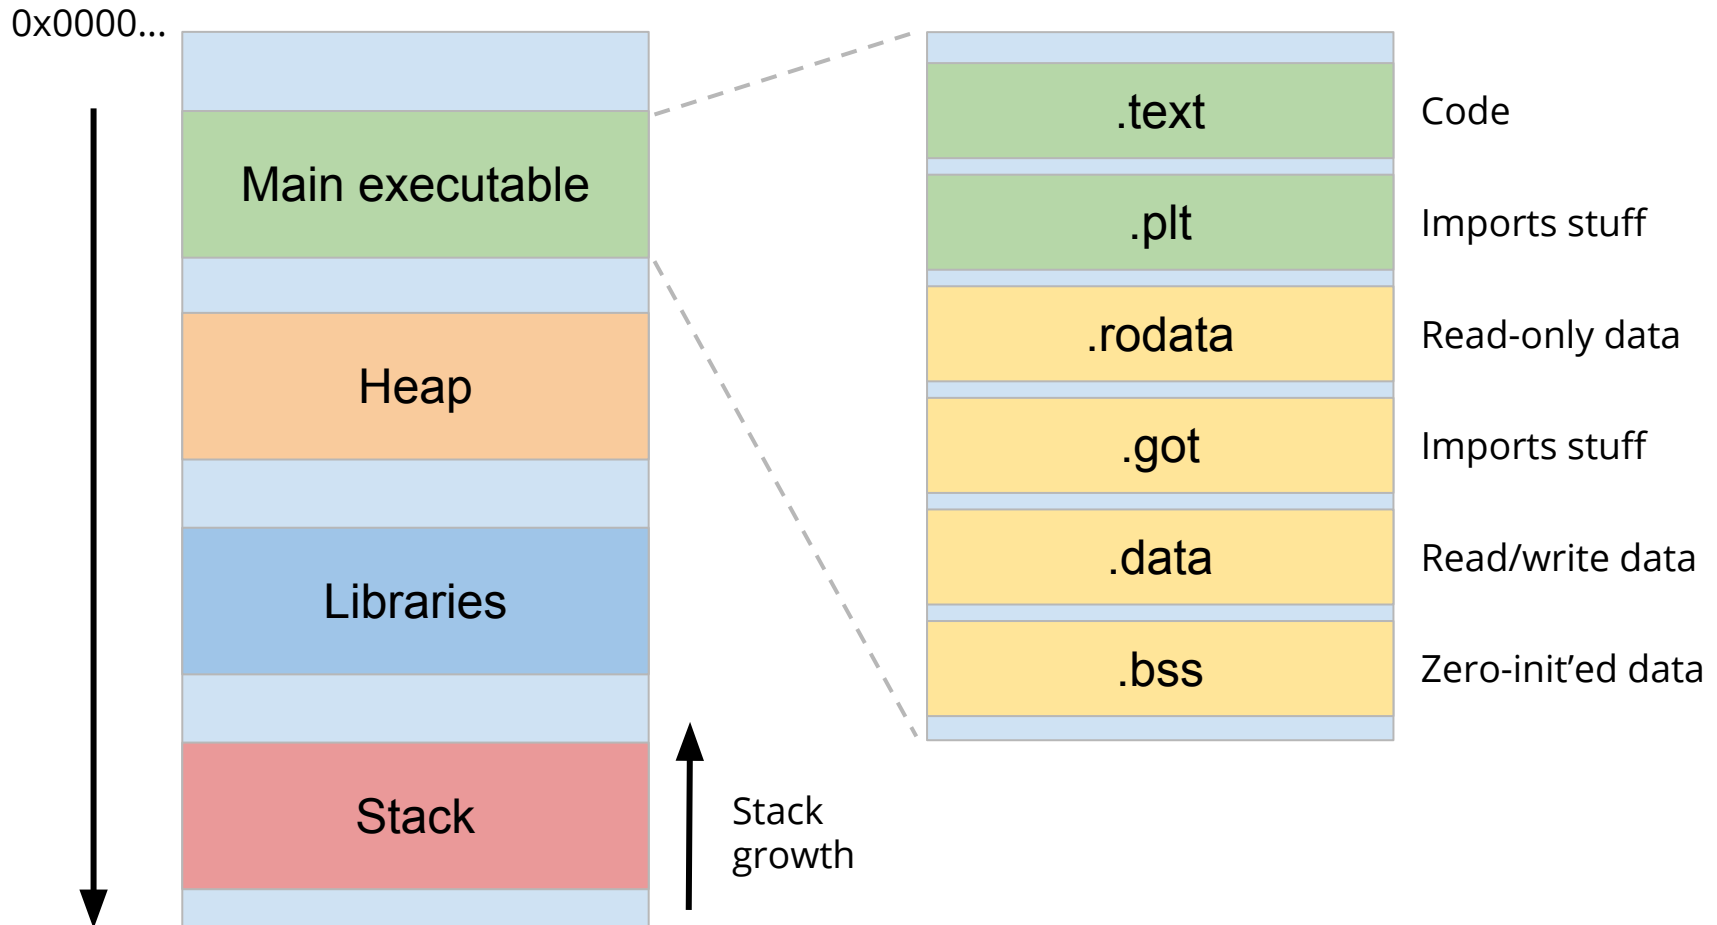 0x0000...
Main executable
Heap
Libraries
Stack
Stack
growth
.text
Code
.plt
Imports stuff
.rodata
Read-only data
.got
Imports stuff
.data
Read/write data
.bss
Zero-init’ed data